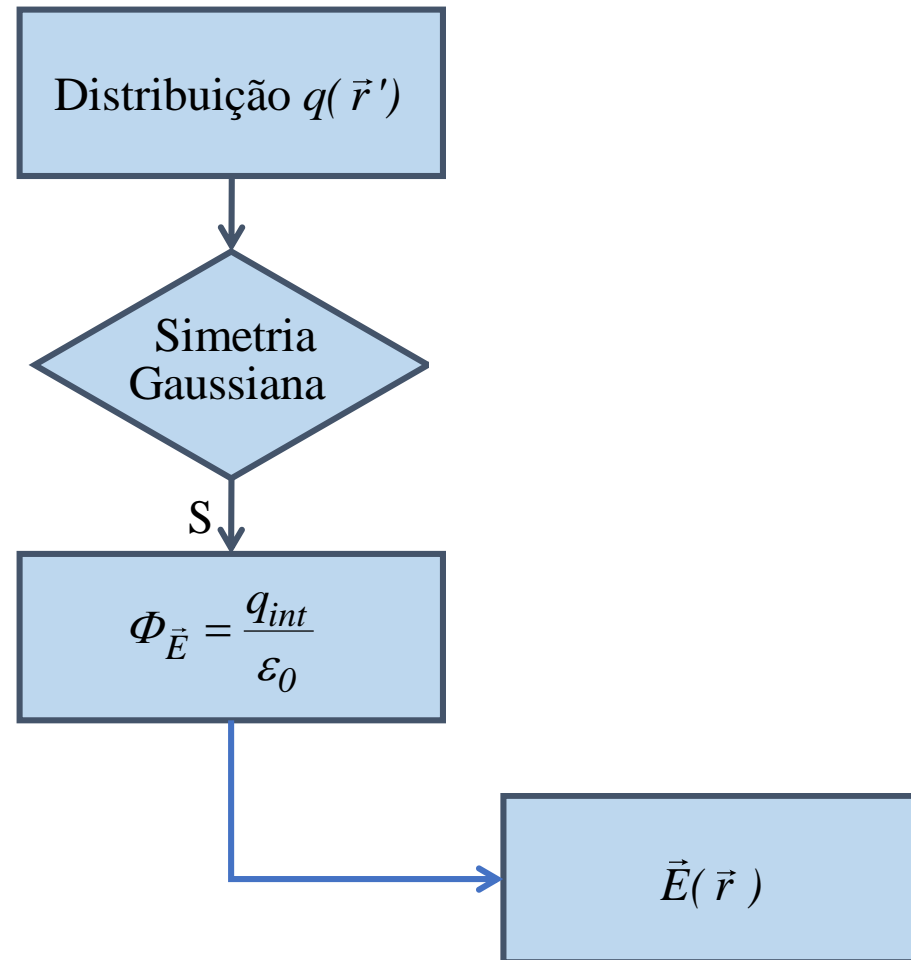 Distribuição q( r⃗ ')
Simetria
Gaussiana
S
Φ_E⃗ = q_int / ε_0
E⃗( r⃗ )